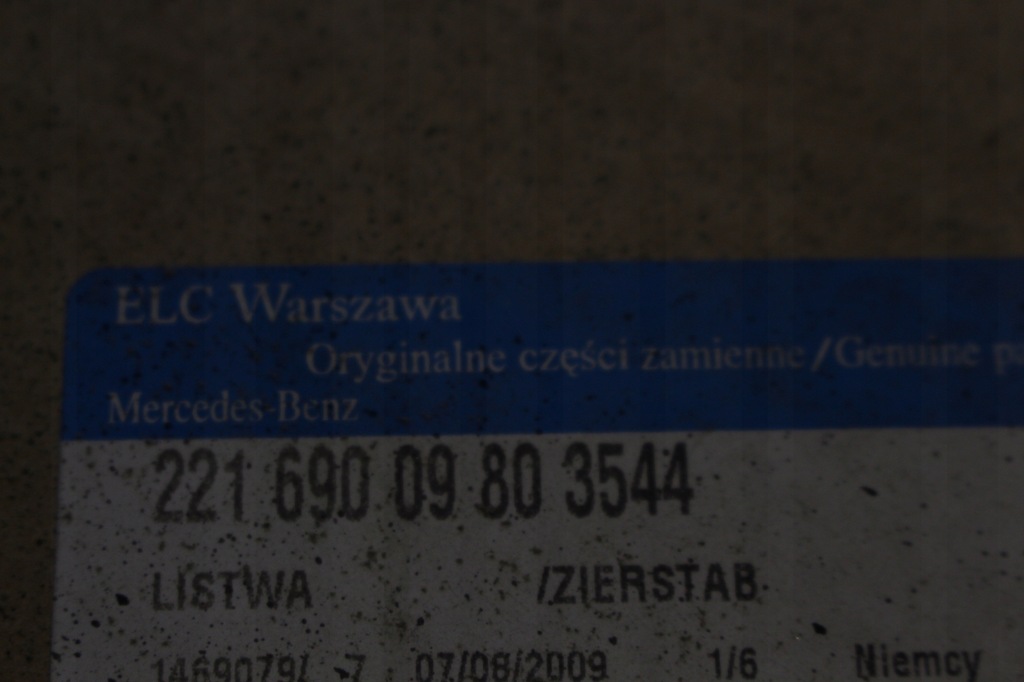 ELC Warszawa
Oryginalne części zamienne/Genuine
Mercedes-Benz
221 690 09 80 3544
LISTWA /ZIERSTAB
07/08/2009 1/6 Niemcy